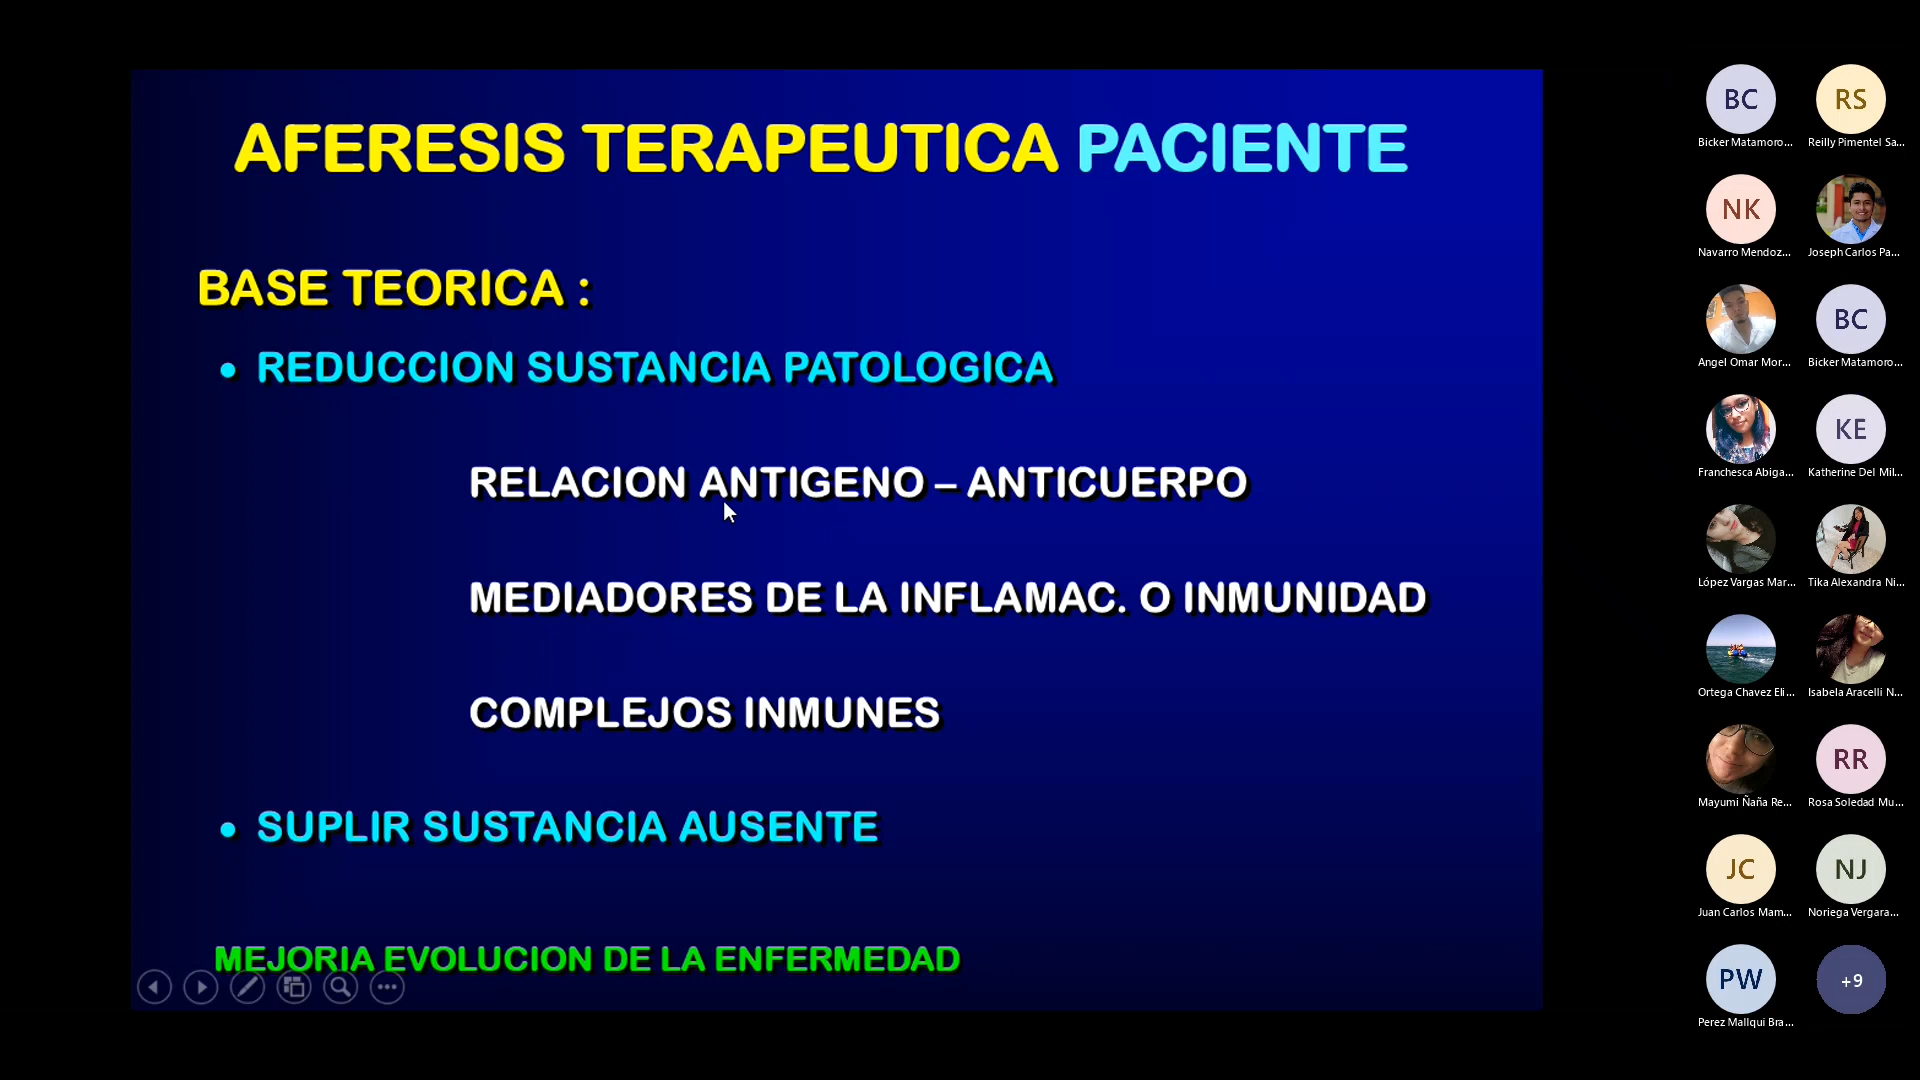 AFERESIS TERAPEUTICA PACIENTE
BASE TEORICA :
• REDUCCION SUSTANCIA PATOLOGICA
RELACION ANTIGENO – ANTICUERPO
MEDIADORES DE LA INFLAMAC. O INMUNIDAD
COMPLEJOS INMUNES
• SUPLIR SUSTANCIA AUSENTE
MEJORIA EVOLUCION DE LA ENFERMEDAD
BC
RS
Bicker Matamoro...
Reilly Pimentel Sa...
NK
Navarro Mendoz...
Joseph Carlos Pa...
BC
Angel Omar Mor...
Bicker Matamoro...
KE
Franchesca Abiga...
Katherine Del Mil...
López Vargas Mar...
Tika Alexandra Ni...
Ortega Chavez Eli...
Isabela Aracelli N...
RR
Mayumi Ñaña Re...
Rosa Soledad Mu...
JC
NJ
Juan Carlos Mam...
Noriega Vergara...
PW
+9
Perez Mallqui Bra...